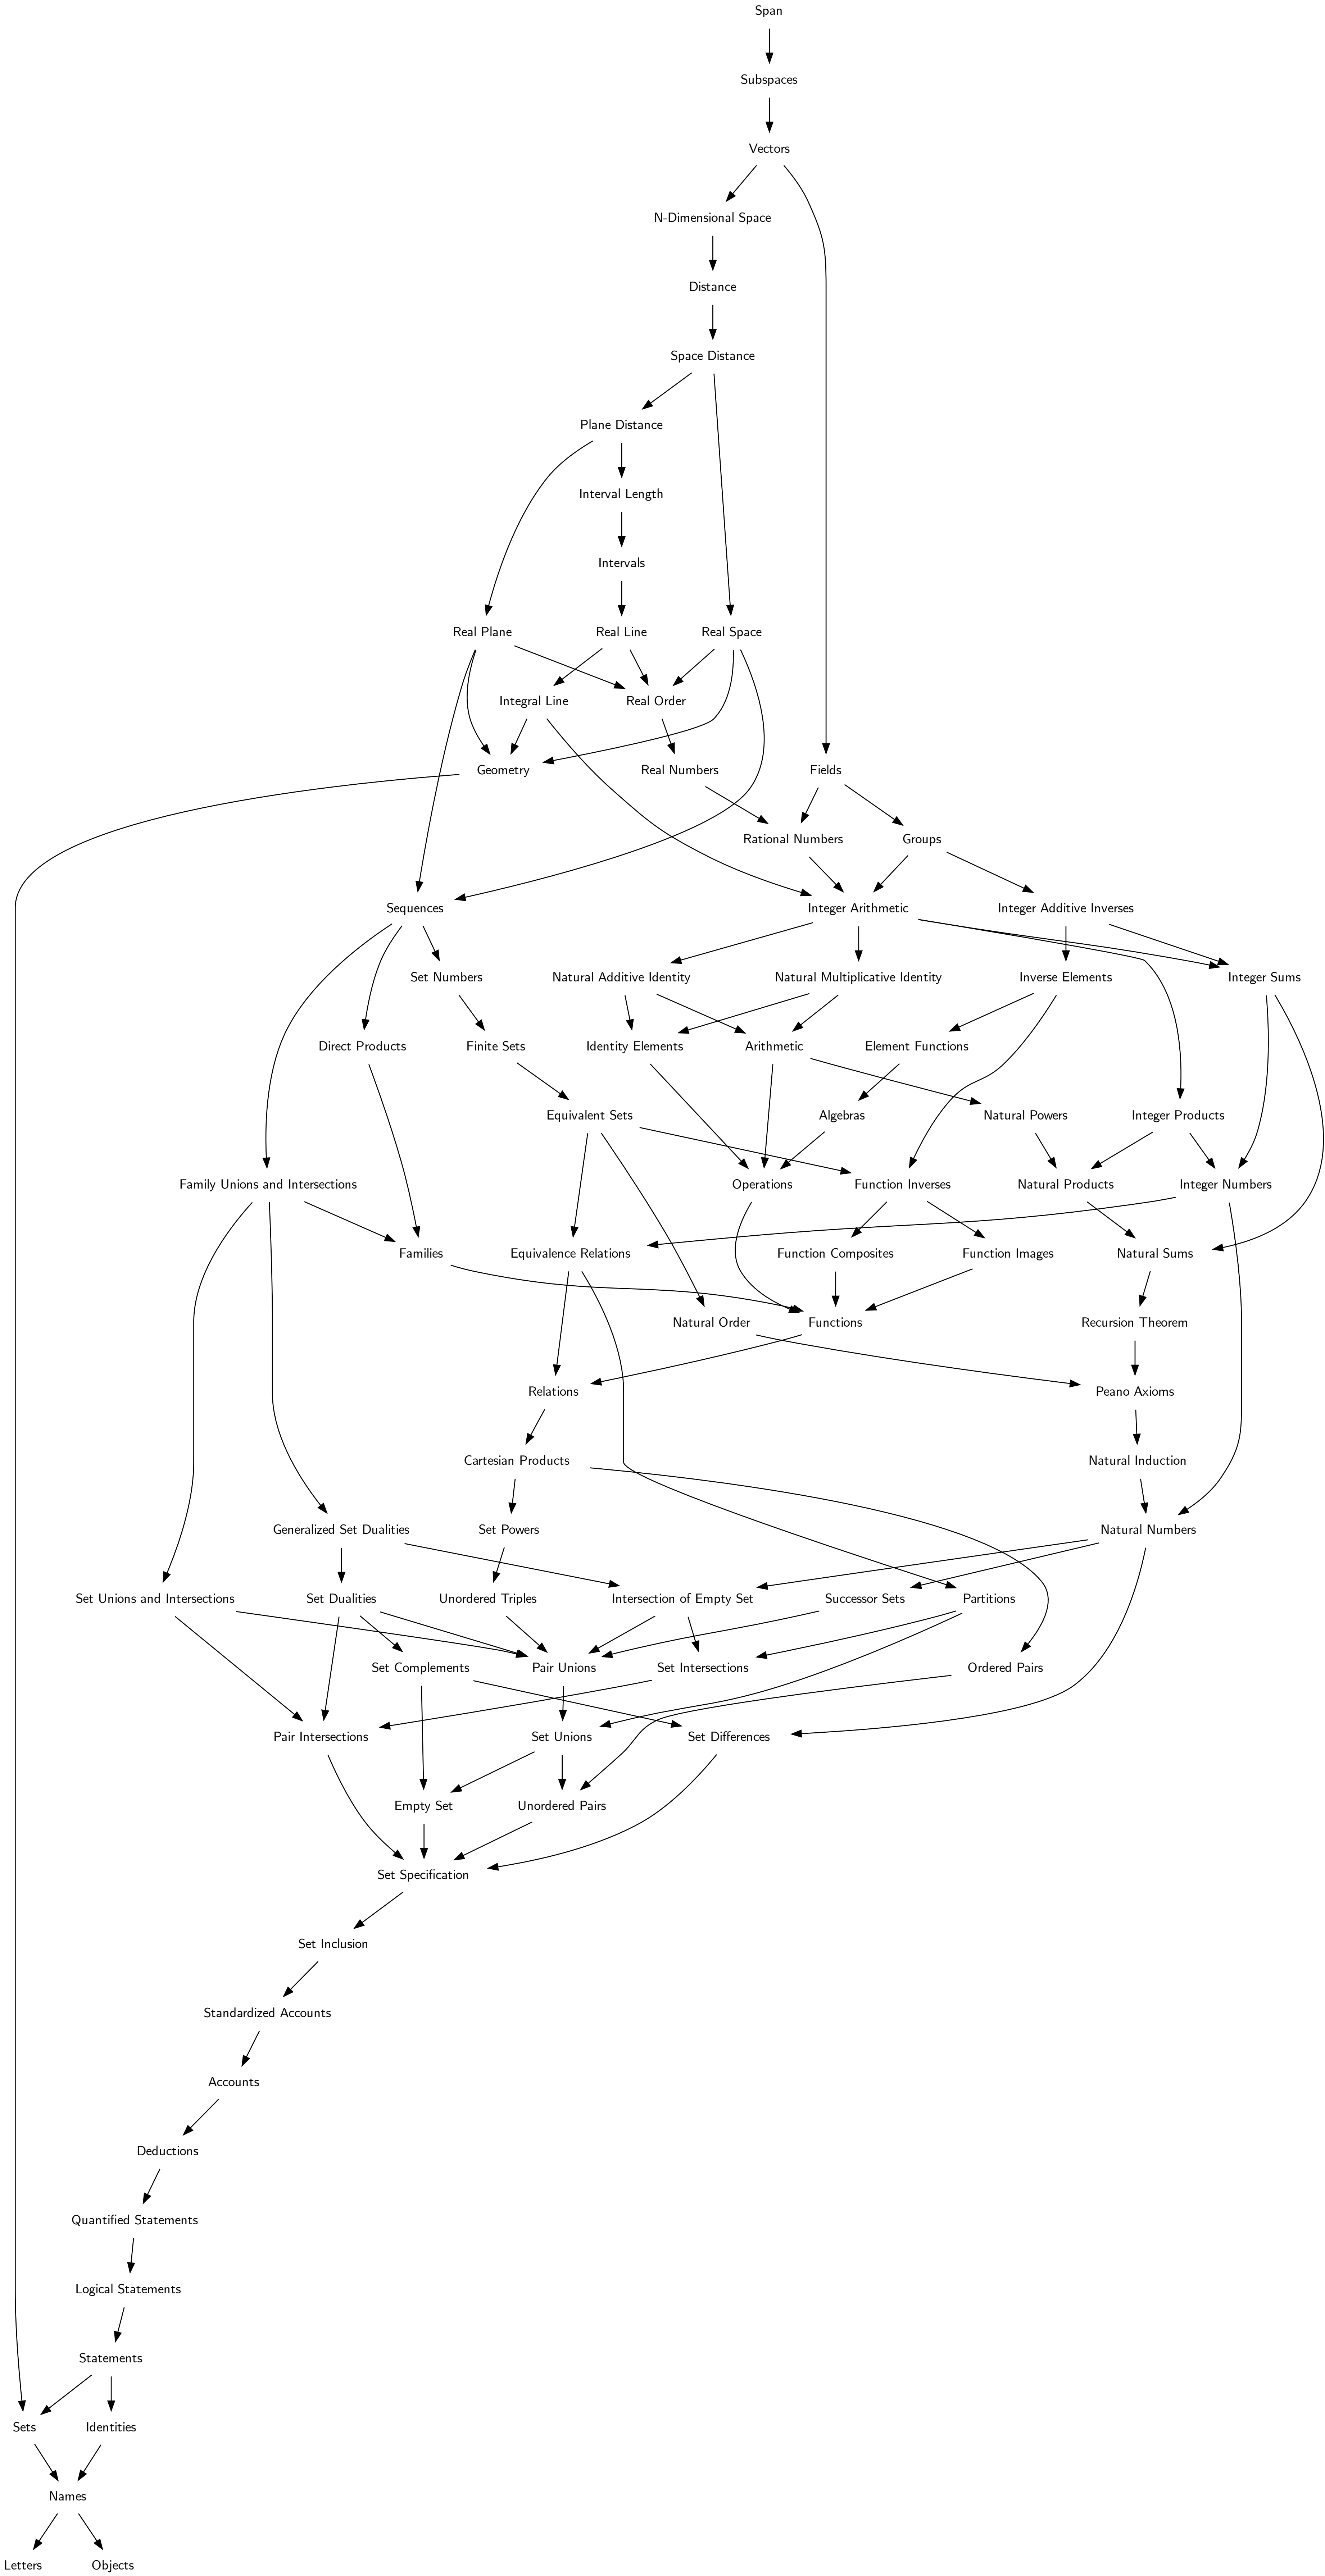 Span
Subspaces
Vectors
N-Dimensional Space
Distance
Space Distance
Plane Distance
Interval Length
Intervals
Real Plane
Real Line
Real Space
Integral Line
Real Order
Geometry
Real Numbers
Fields
Rational Numbers
Groups
Sequences
Integer Arithmetic
Integer Additive Inverses
Set Numbers
Natural Additive Identity
Natural Multiplicative Identity
Inverse Elements
Integer Sums
Direct Products
Finite Sets
Identity Elements
Arithmetic
Element Functions
Equivalent Sets
Algebras
Natural Powers
Integer Products
Family Unions and Intersections
Operations
Function Inverses
Natural Products
Integer Numbers
Families
Equivalence Relations
Function Composites
Function Images
Natural Sums
Natural Order
Functions
Recursion Theorem
Relations
Peano Axioms
Cartesian Products
Natural Induction
Generalized Set Dualities
Set Powers
Natural Numbers
Set Unions and Intersections
Set Dualities
Unordered Triples
Intersection of Empty Set
Successor Sets
Partitions
Set Complements
Pair Unions
Set Intersections
Ordered Pairs
Pair Intersections
Set Unions
Set Differences
Empty Set
Unordered Pairs
Set Specification
Set Inclusion
Standardized Accounts
Accounts
Deductions
Quantified Statements
Logical Statements
Statements
Sets
Identities
Names
Letters
Objects